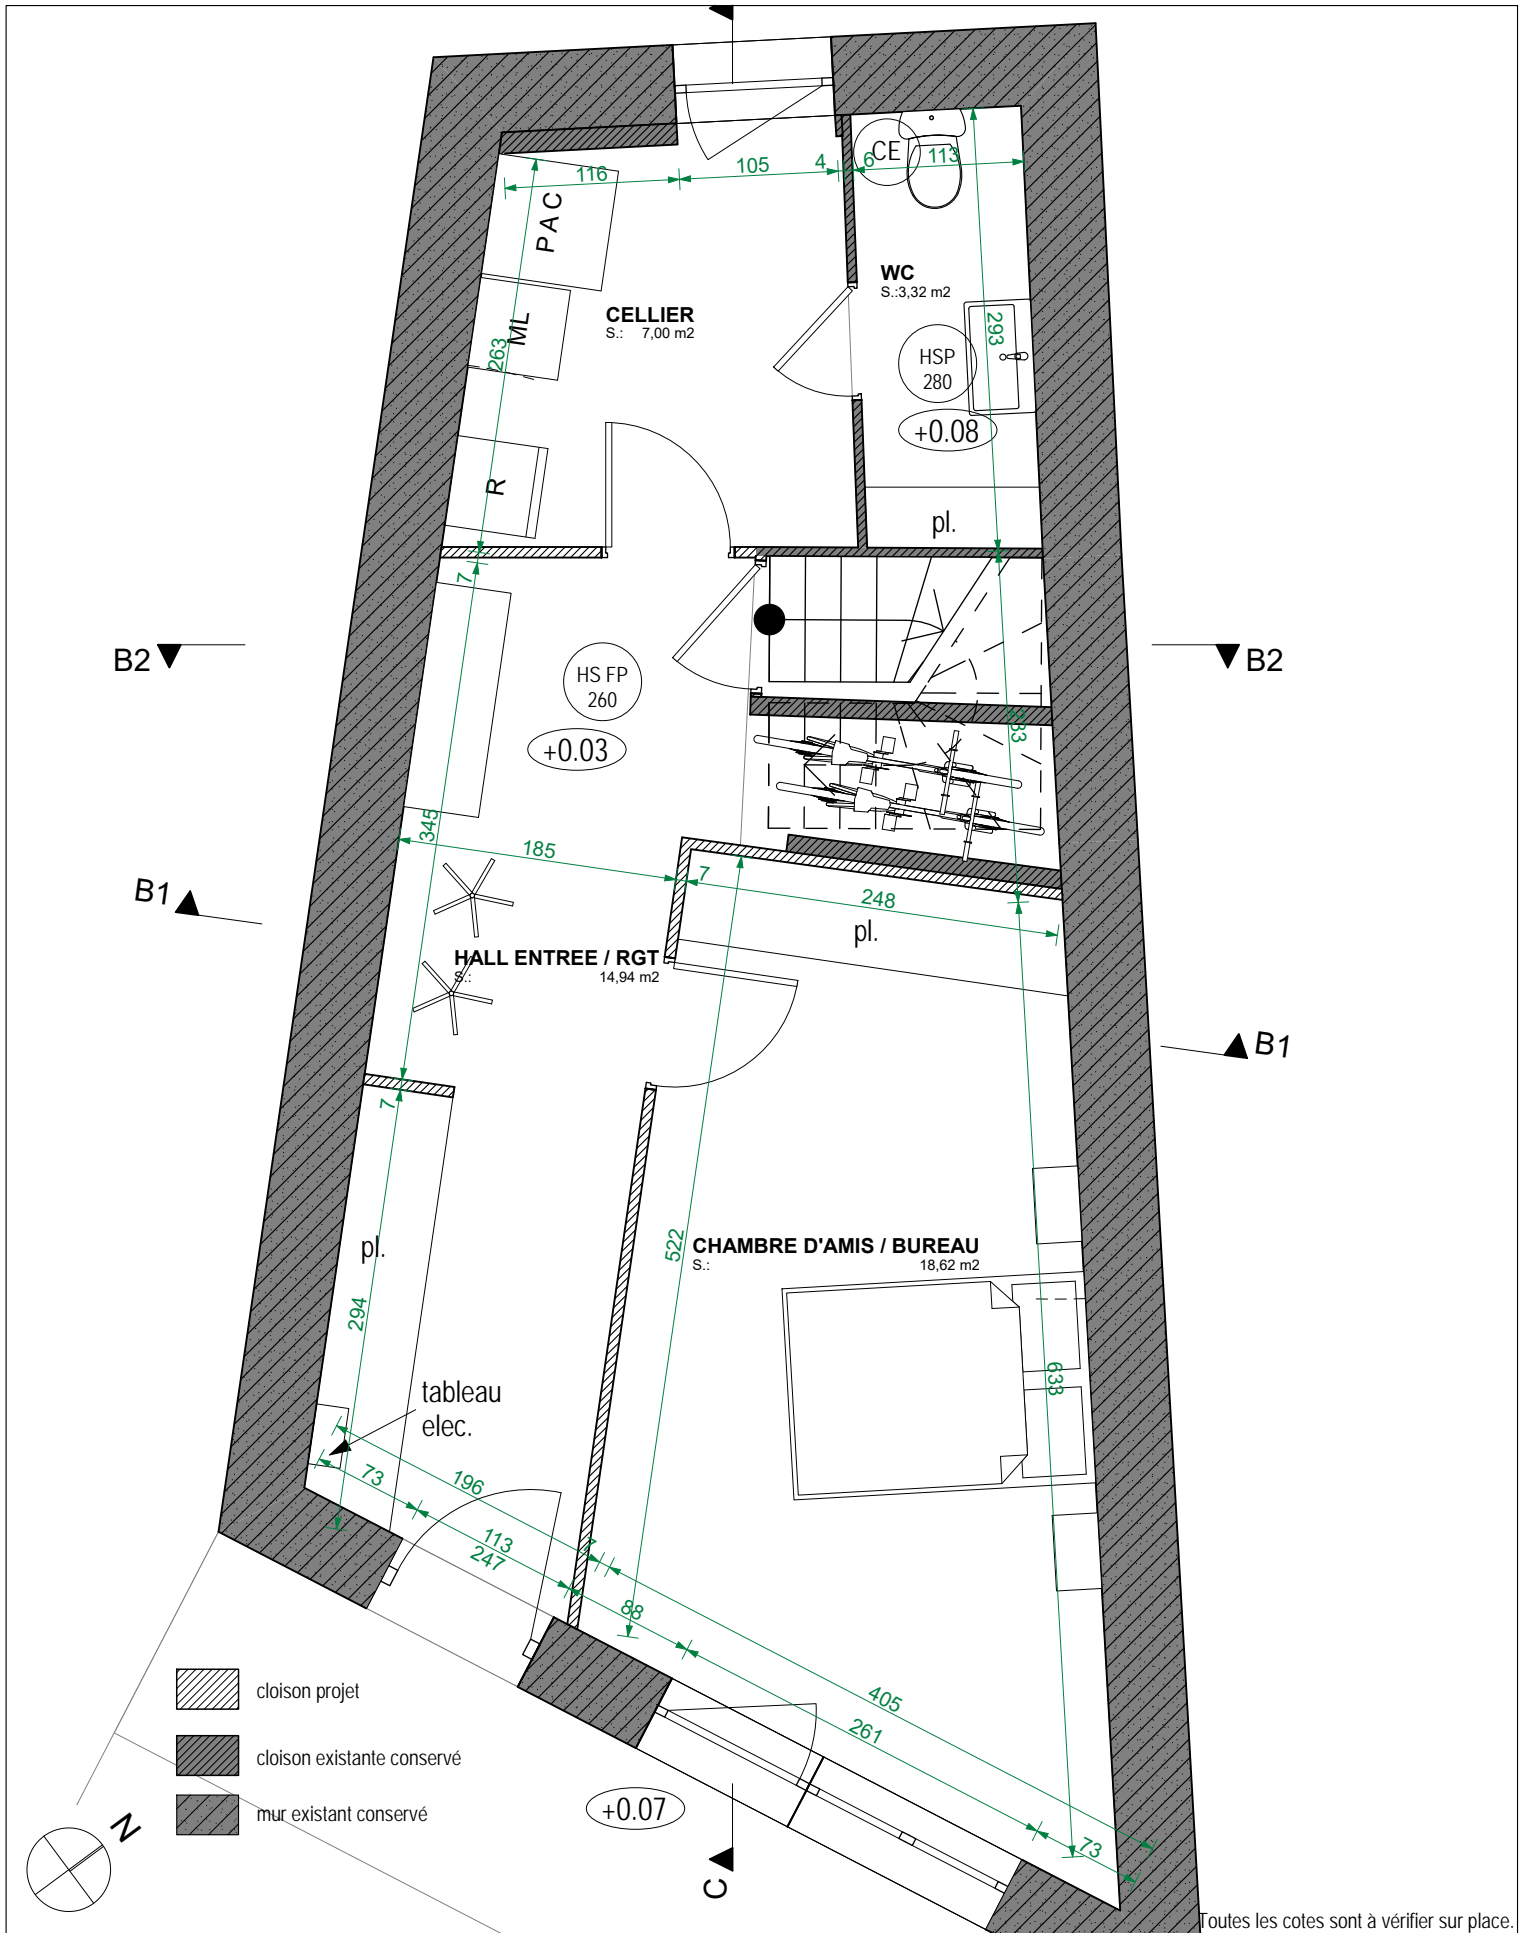 116
105
4
6
113
CE
PAC
WC
S.:3,32 m2
CELLIER
S.: 7,00 m2
ML
263
293
HSP
280
+0.08
R
pl.
7
B2
B2
HS FP
260
+0.03
233
345
185
7
248
B1
pl.
HALL ENTREE / RGT
S.: 14,94 m2
B1
7
522
CHAMBRE D'AMIS / BUREAU
S.: 18,62 m2
pl.
294
633
tableau
elec.
73
196
113
247
7
88
405
261
73
cloison projet
cloison existante conservé
mur existant conservé
+0.07
N
C
Toutes les cotes sont à vérifier sur place.